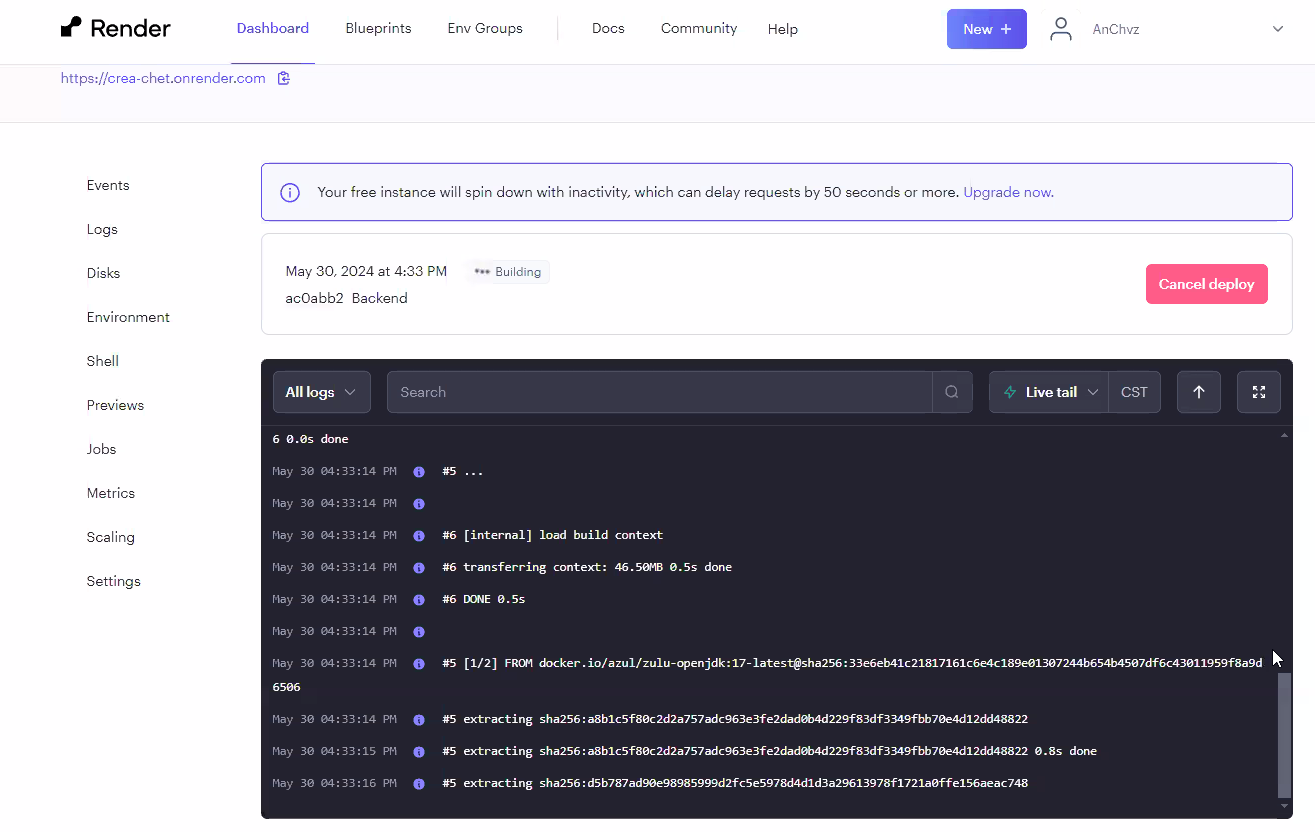 Render Dashboard Blueprints Env Groups Docs Community Help New + AnChvz
https://crea-chet.onrender.com
Events
Logs
Disks
Environment
Shell
Previews
Jobs
Metrics
Scaling
Settings
Your free instance will spin down with inactivity, which can delay requests by 50 seconds or more. Upgrade now.
May 30, 2024 at 4:33 PM Building
ac0abb2 Backend
Cancel deploy
All logs Search Live tail CST
6 0.0s done
May 30 04:33:14 PM #5 ...
May 30 04:33:14 PM
May 30 04:33:14 PM #6 [internal] load build context
May 30 04:33:14 PM #6 transferring context: 46.50MB 0.5s done
May 30 04:33:14 PM #6 DONE 0.5s
May 30 04:33:14 PM
May 30 04:33:14 PM #5 [1/2] FROM docker.io/azul/zulu-openjdk:17-latest@sha256:33e6eb41c21817161c6e4c189e01307244b654b4507df6c43011959f8a9d
6506
May 30 04:33:14 PM #5 extracting sha256:a8b1c5f80c2d2a757adc963e3fe2dad0b4d229f83df3349fbb70e4d12dd48822
May 30 04:33:15 PM #5 extracting sha256:a8b1c5f80c2d2a757adc963e3fe2dad0b4d229f83df3349fbb70e4d12dd48822 0.8s done
May 30 04:33:16 PM #5 extracting sha256:d5b787ad90e98985999d2fc5e5978d4d1d3a29613978f1721a0ffe156aeac748